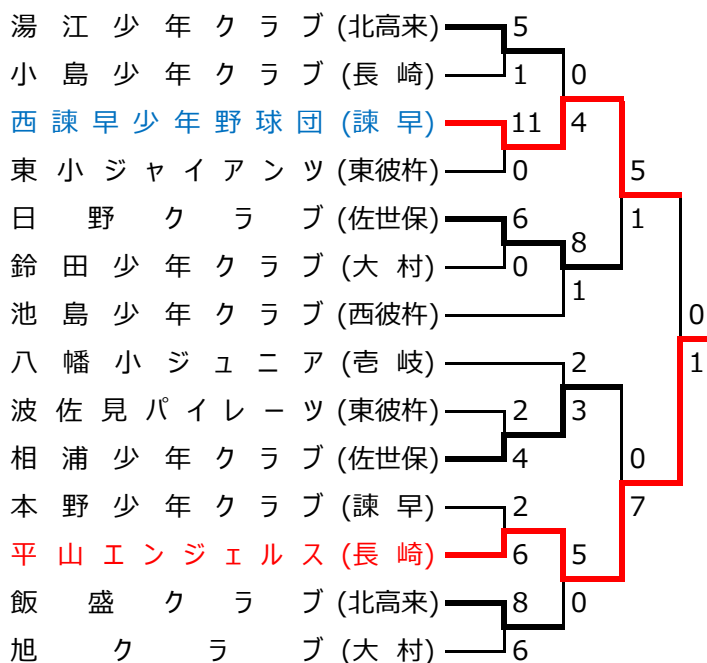 湯江少年クラブ(北高来) 5
小島少年クラブ(長崎) 1 0
西諫早少年野球団(諫早) 11 4
東小ジャイアンツ(東彼杵) 0 5
日野クラブ(佐世保) 6 1
鈴田少年クラブ(大村) 0 8
池島少年クラブ(西彼杵) 1 0
八幡小ジュニア(壱岐) 2 1
波佐見パイレーツ(東彼杵) 2 3
相浦少年クラブ(佐世保) 4 0
本野少年クラブ(諫早) 2 7
平山エンジェルス(長崎) 6 5
飯盛クラブ(北高来) 8 0
旭クラブ(大村) 6